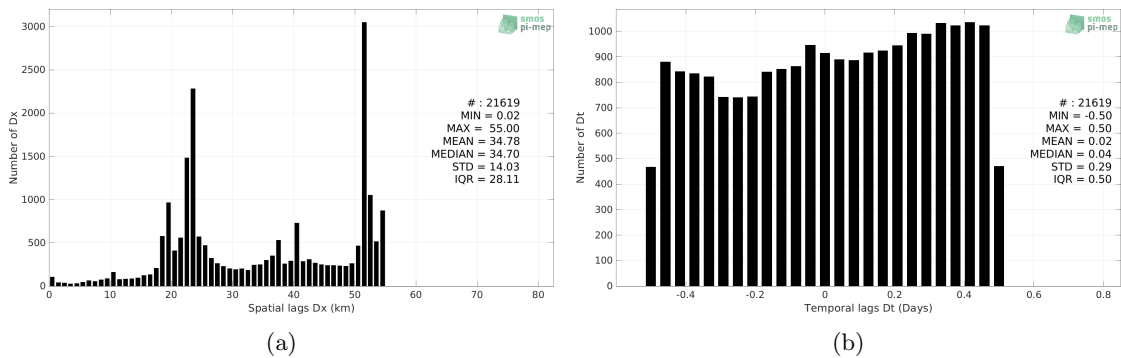 3000
2500
2000
1500
1000
500
0
Number of Dx
0 10 20 30 40 50 60 70 80
Spatial lags Dx (km)
smos
pi-mep
# : 21619
MIN = 0.02
MAX = 55.00
MEAN = 34.78
MEDIAN = 34.70
STD = 14.03
IQR = 28.11
(a)
1000
900
800
700
600
500
400
300
200
100
0
Number of Dt
-0.4 -0.2 0 0.2 0.4 0.6 0.8
Temporal lags Dt (Days)
smos
pi-mep
# : 21619
MIN = -0.50
MAX = 0.50
MEAN = 0.02
MEDIAN = 0.04
STD = 0.29
IQR = 0.50
(b)